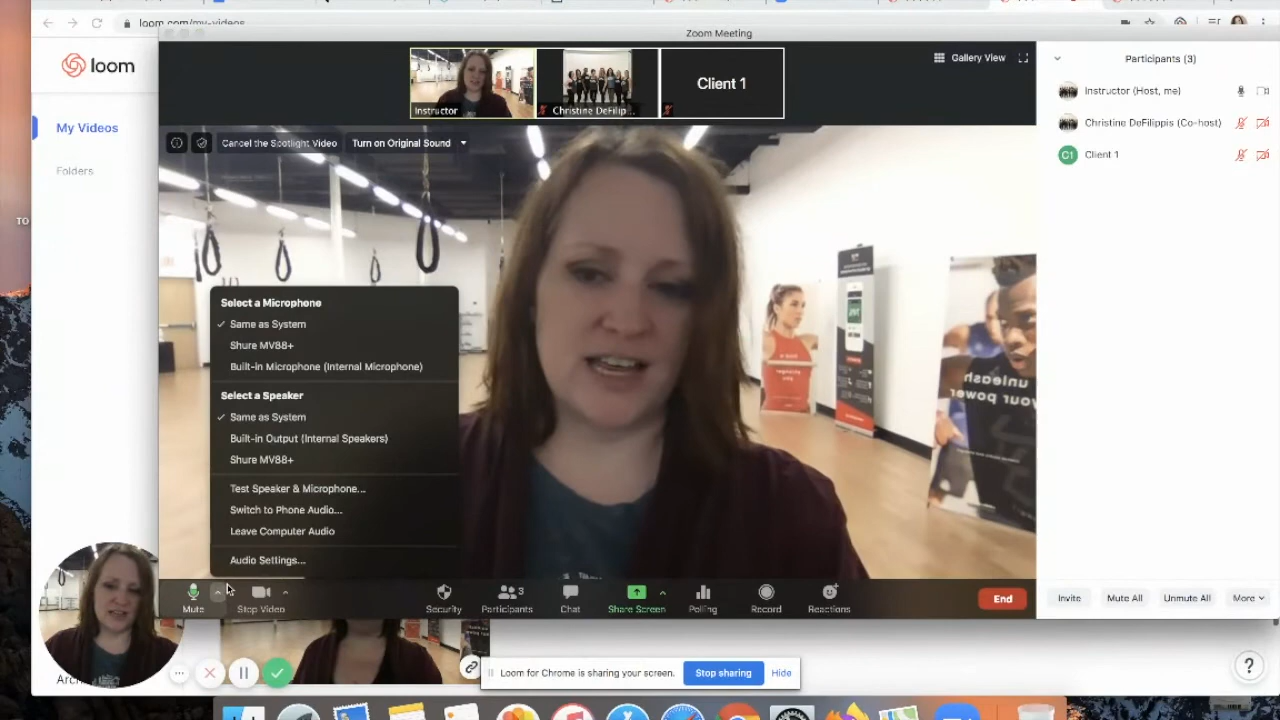 loom.com/my-videos
Zoom Meeting
loom
My Videos
Folders
TO
Instructor
Christine DeFilip...
Client 1
Gallery View
Cancel the Spotlight Video
Turn on Original Sound
Participants (3)
Instructor (Host, me)
Christine DeFilippis (Co-host)
C1 Client 1
Select a Microphone
✓ Same as System
Shure MV88+
Built-in Microphone (Internal Microphone)
Select a Speaker
✓ Same as System
Built-in Output (Internal Speakers)
Shure MV88+
Test Speaker & Microphone...
Switch to Phone Audio...
Leave Computer Audio
Audio Settings...
unleash
your power
Mute
Stop Video
Security
Participants
3
Chat
Share Screen
Polling
Record
Reactions
End
Invite
Mute All
Unmute All
More
Loom for Chrome is sharing your screen.
Stop sharing
Hide
?